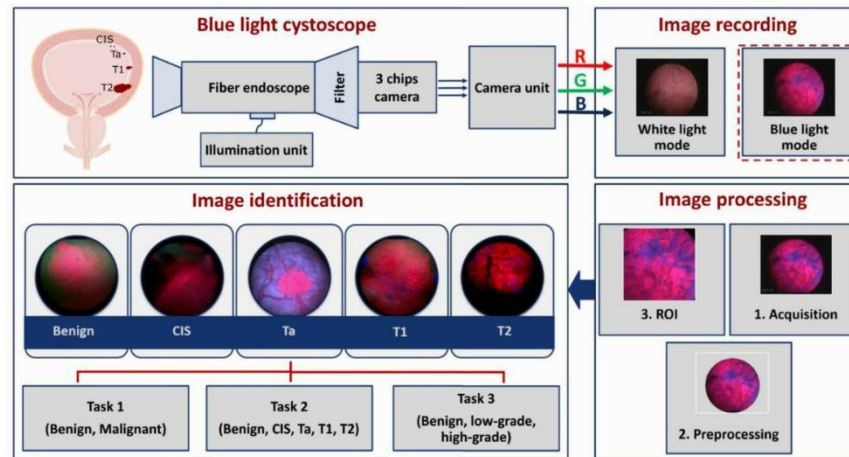 Blue light cystoscope
CIS
Ta
T1
T2
Fiber endoscope
Filter
3 chips
camera
Illumination unit
Camera unit
R
G
B
Image recording
White light
mode
Blue light
mode
Image identification
Benign
CIS
Ta
T1
T2
Task 1
(Benign, Malignant)
Task 2
(Benign, CIS, Ta, T1, T2)
Task 3
(Benign, low-grade,
high-grade)
Image processing
3. ROI
1. Acquisition
2. Preprocessing